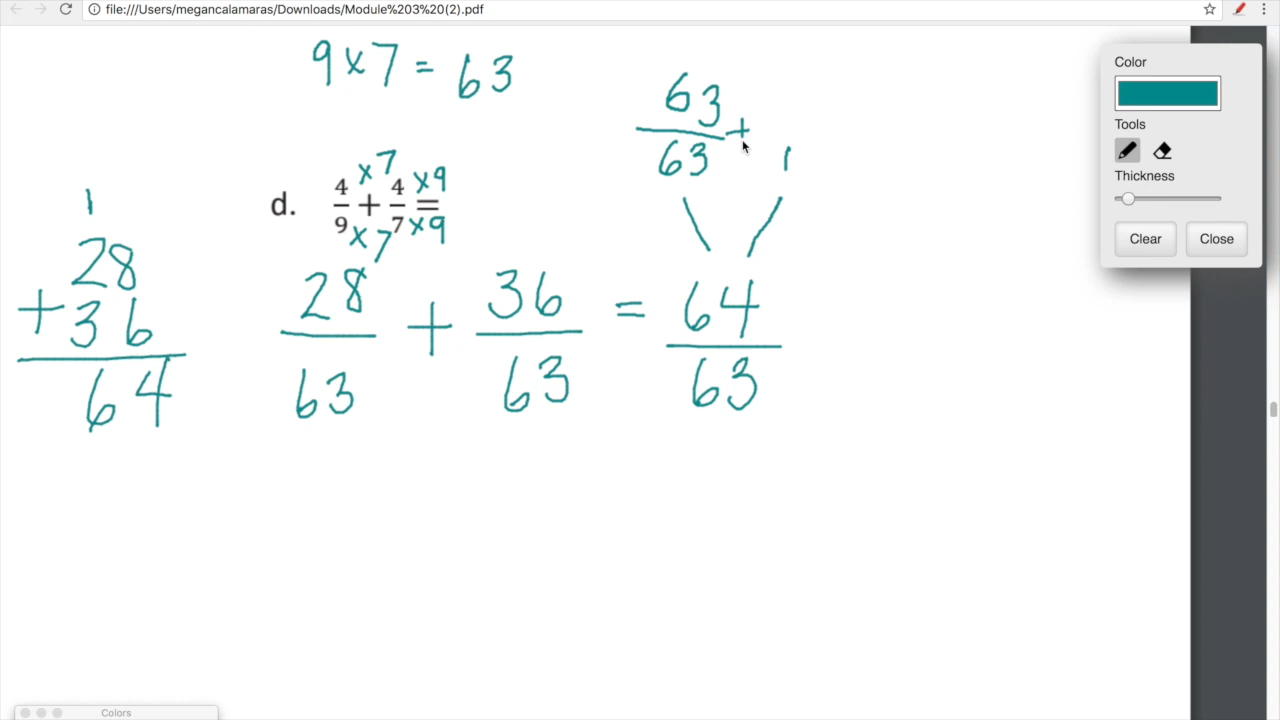 file:///Users/megancalamaras/Downloads/Module%203%20(2).pdf
9 x 7 = 63
63/63 + 1
d. 4/9 + 4/7 =
x7 x9
x7 x9
1
28
+36
64
28/63 + 36/63 = 64/63
Color
Tools
Thickness
Clear Close
Colors